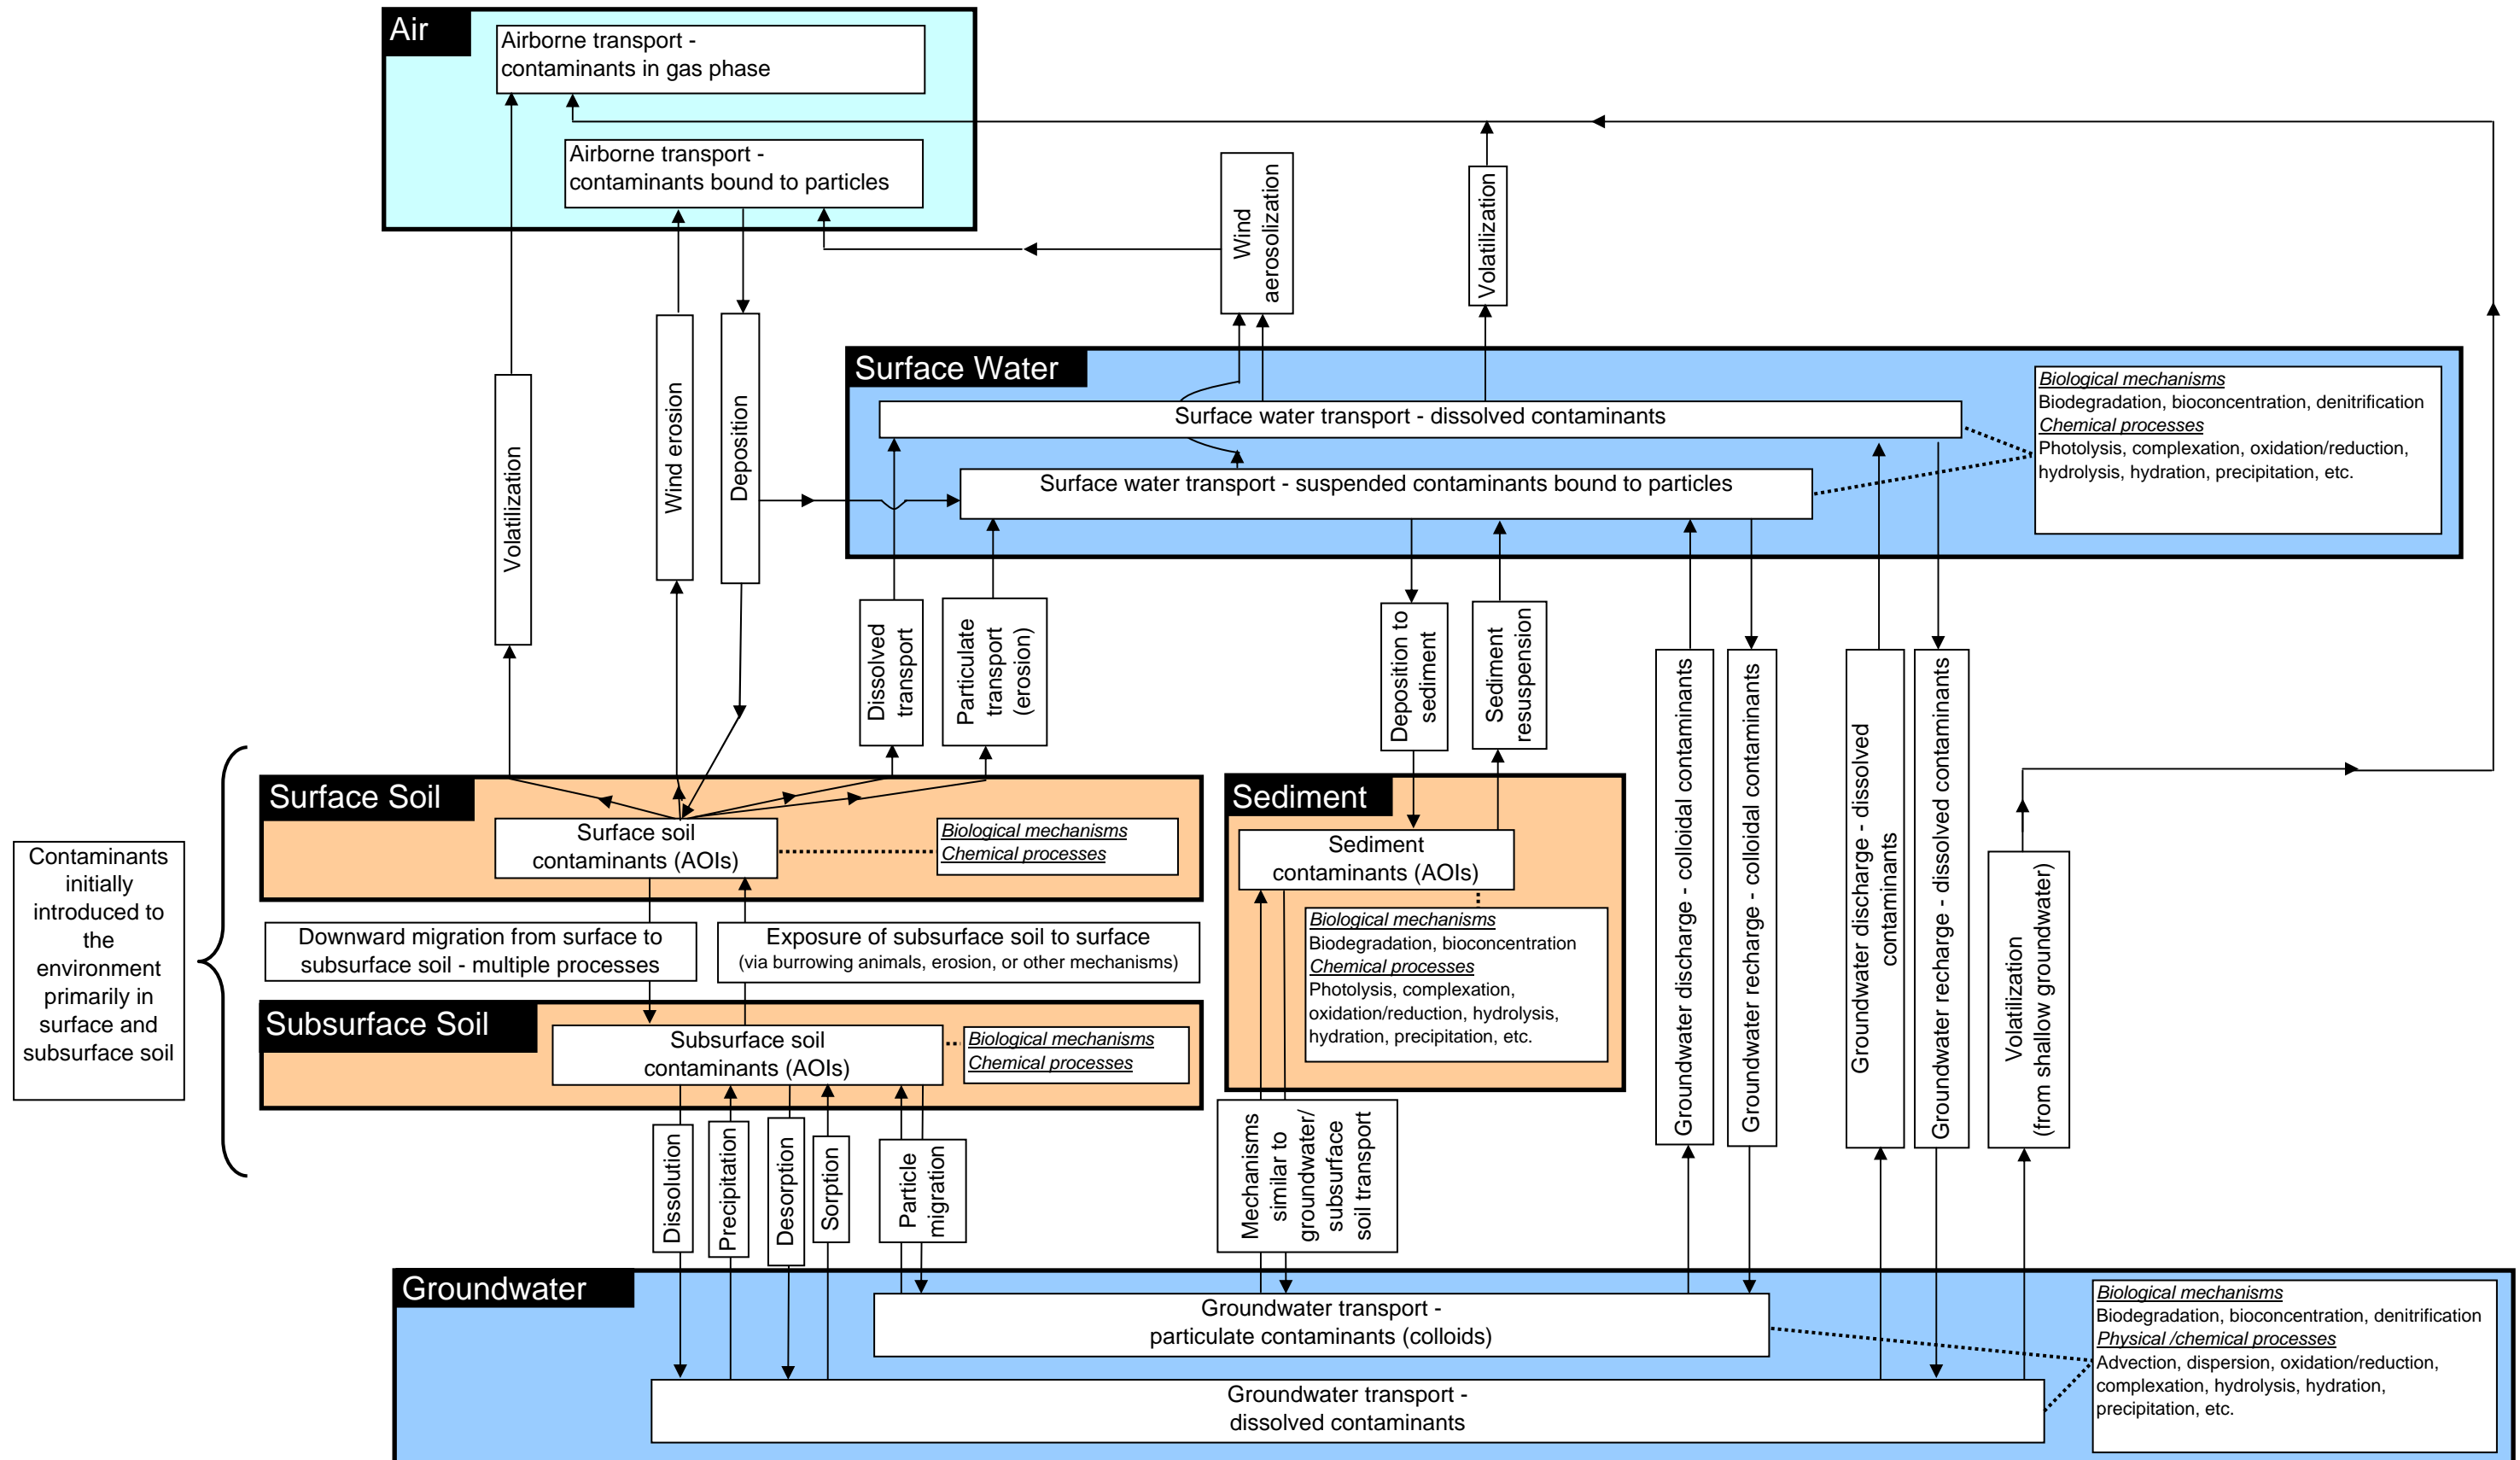 Air
Airborne transport -
contaminants in gas phase
Airborne transport -
contaminants bound to particles
Wind
aerosolization
Volatilization
Volatilization
Wind erosion
Deposition
Surface Water
Surface water transport - dissolved contaminants
Surface water transport - suspended contaminants bound to particles
Biological mechanisms
Biodegradation, bioconcentration, denitrification
Chemical processes
Photolysis, complexation, oxidation/reduction,
hydrolysis, hydration, precipitation, etc.
Dissolved
transport
Particulate
transport
(erosion)
Deposition to
sediment
Sediment
resuspension
Groundwater discharge - colloidal contaminants
Groundwater recharge - colloidal contaminants
Groundwater discharge - dissolved
contaminants
Groundwater recharge - dissolved contaminants
Volatilization
(from shallow groundwater)
Contaminants
initially
introduced to
the
environment
primarily in
surface and
subsurface soil
Surface Soil
Surface soil
contaminants (AOIs)
Biological mechanisms
Chemical processes
Downward migration from surface to
subsurface soil - multiple processes
Exposure of subsurface soil to surface
(via burrowing animals, erosion, or other mechanisms)
Subsurface Soil
Subsurface soil
contaminants (AOIs)
Biological mechanisms
Chemical processes
Sediment
Sediment
contaminants (AOIs)
Biological mechanisms
Biodegradation, bioconcentration
Chemical processes
Photolysis, complexation,
oxidation/reduction, hydrolysis,
hydration, precipitation, etc.
Dissolution
Precipitation
Desorption
Sorption
Particle
migration
Mechanisms
similar to
groundwater/
subsurface
soil transport
Groundwater
Groundwater transport -
particulate contaminants (colloids)
Groundwater transport -
dissolved contaminants
Biological mechanisms
Biodegradation, bioconcentration, denitrification
Physical /chemical processes
Advection, dispersion, oxidation/reduction,
complexation, hydrolysis, hydration,
precipitation, etc.